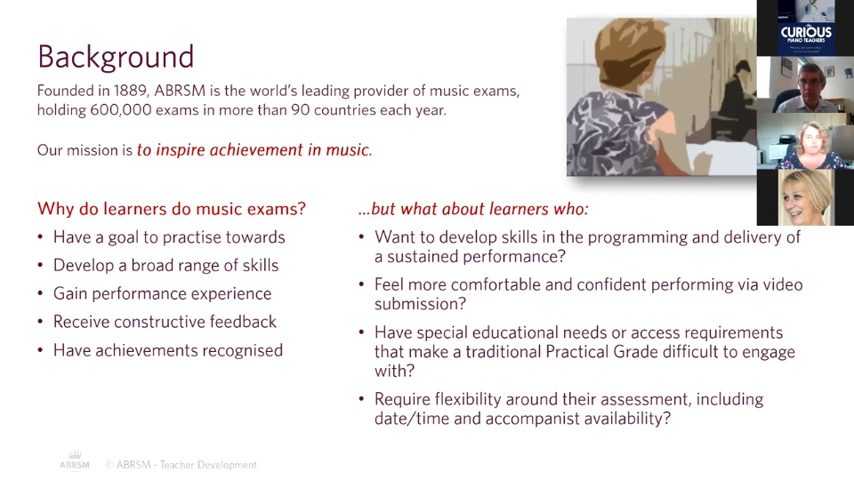 Background
Founded in 1889, ABRSM is the world's leading provider of music exams,
holding 600,000 exams in more than 90 countries each year.
Our mission is to inspire achievement in music.
Why do learners do music exams?
• Have a goal to practise towards
• Develop a broad range of skills
• Gain performance experience
• Receive constructive feedback
• Have achievements recognised
...but what about learners who:
• Want to develop skills in the programming and delivery of
a sustained performance?
• Feel more comfortable and confident performing via video
submission?
• Have special educational needs or access requirements
that make a traditional Practical Grade difficult to engage
with?
• Require flexibility around their assessment, including
date/time and accompanist availability?
ABRSM
© ABRSM - Teacher Development
CURIOUS
PIANO TEACHERS